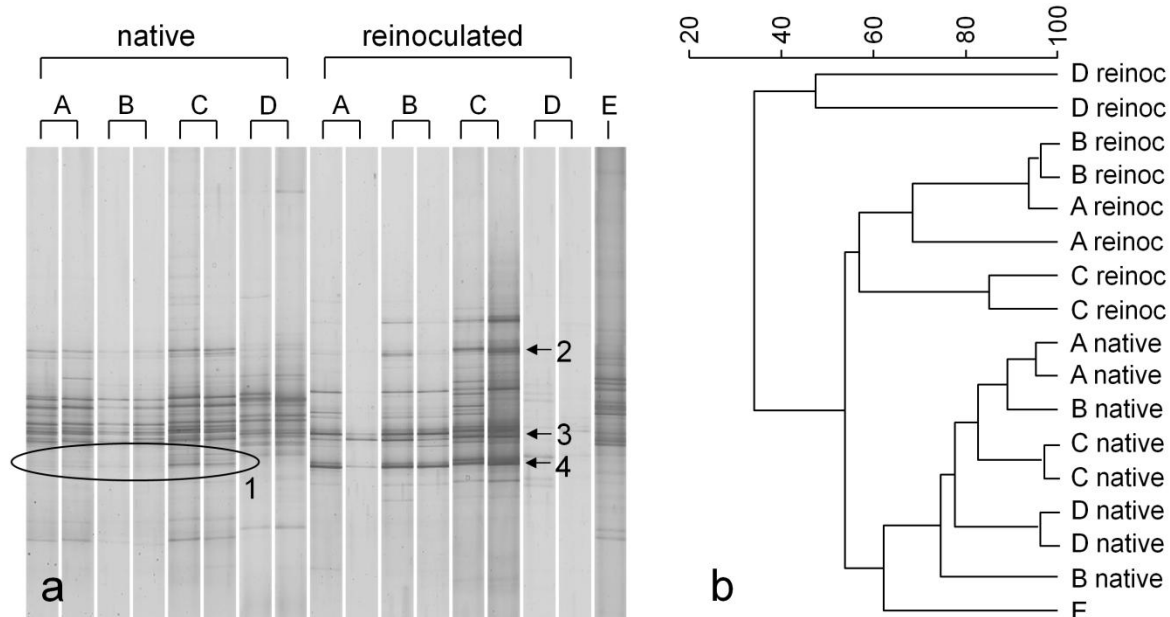 native
reinoculated
A B C D A B C D E
1
2
3
4
a
20 40 60 80 100
D reinoc
D reinoc
B reinoc
B reinoc
A reinoc
A reinoc
C reinoc
C reinoc
A native
A native
B native
C native
C native
D native
D native
B native
E
b